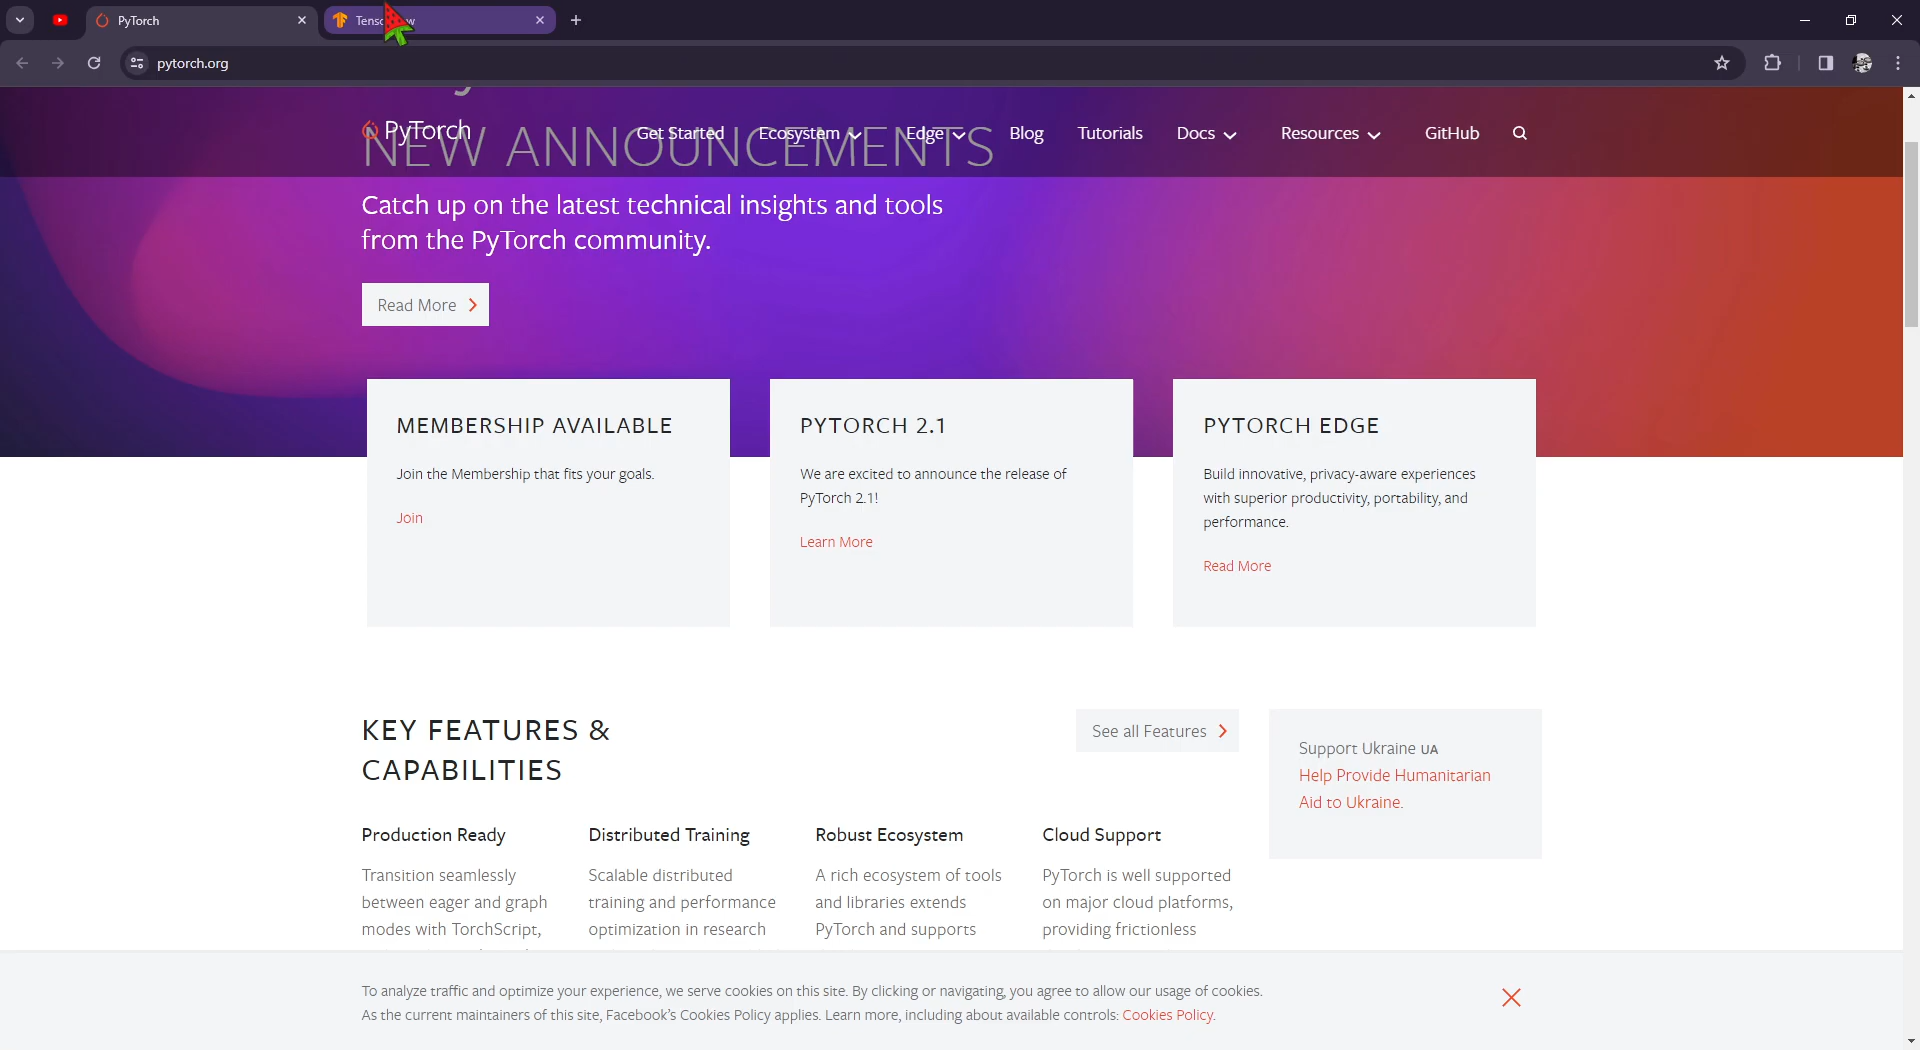 PyTorch
pytorch.org
PyTorch
Get Started
Ecosystem
Edge
Blog
Tutorials
Docs
Resources
GitHub
NEW ANNOUNCEMENTS
Catch up on the latest technical insights and tools
from the PyTorch community.
Read More
MEMBERSHIP AVAILABLE
Join the Membership that fits your goals.
Join
PYTORCH 2.1
We are excited to announce the release of
PyTorch 2.1!
Learn More
PYTORCH EDGE
Build innovative, privacy-aware experiences
with superior productivity, portability, and
performance.
Read More
KEY FEATURES &
CAPABILITIES
See all Features
Support Ukraine UA
Help Provide Humanitarian
Aid to Ukraine.
Production Ready
Transition seamlessly
between eager and graph
modes with TorchScript,
Distributed Training
Scalable distributed
training and performance
optimization in research
Robust Ecosystem
A rich ecosystem of tools
and libraries extends
PyTorch and supports
Cloud Support
PyTorch is well supported
on major cloud platforms,
providing frictionless
To analyze traffic and optimize your experience, we serve cookies on this site. By clicking or navigating, you agree to allow our usage of cookies.
As the current maintainers of this site, Facebook's Cookies Policy applies. Learn more, including about available controls: Cookies Policy.